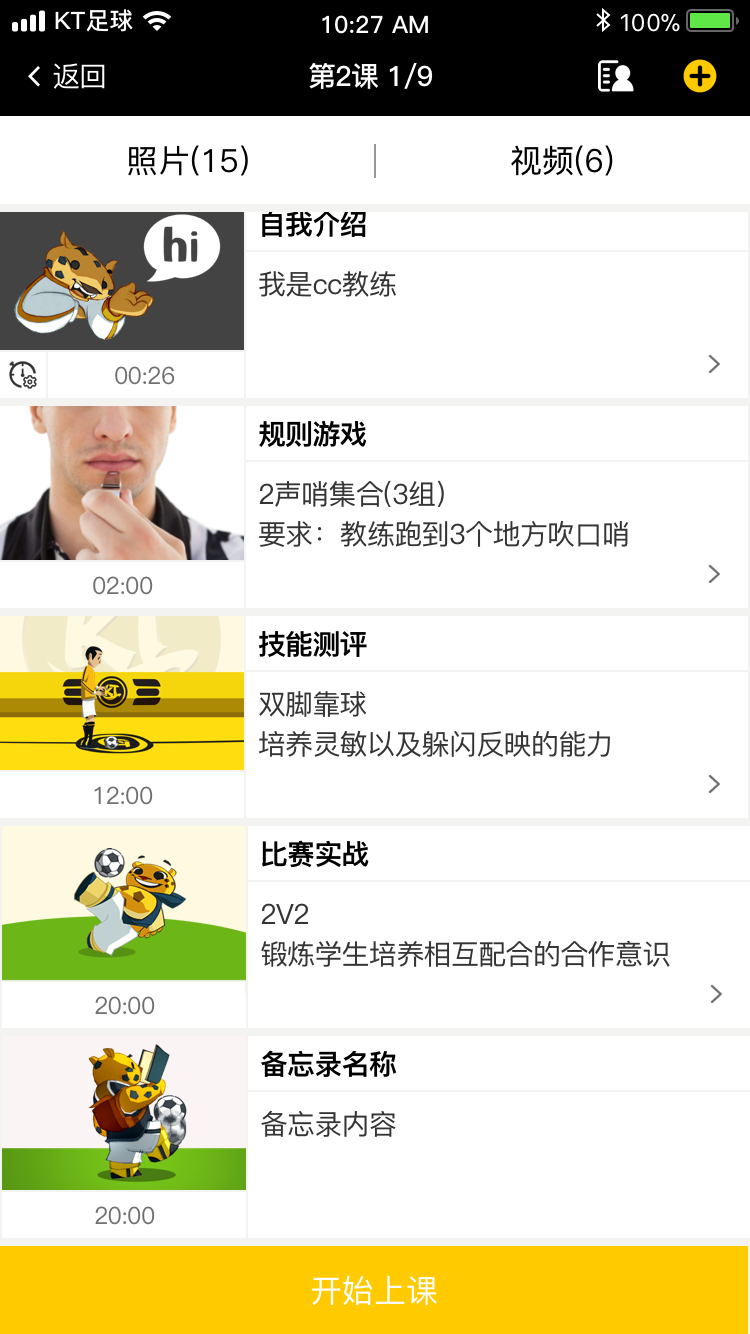 KT足球
10:27 AM
100%
返回
第2课 1/9
照片(15)
视频(6)
hi
自我介绍
我是cc教练
00:26
规则游戏
2声哨集合(3组)
要求：教练跑到3个地方吹口哨
02:00
技能测评
双脚靠球
培养灵敏以及躲闪反映的能力
KT
12:00
比赛实战
2V2
锻炼学生培养相互配合的合作意识
20:00
备忘录名称
备忘录内容
20:00
开始上课